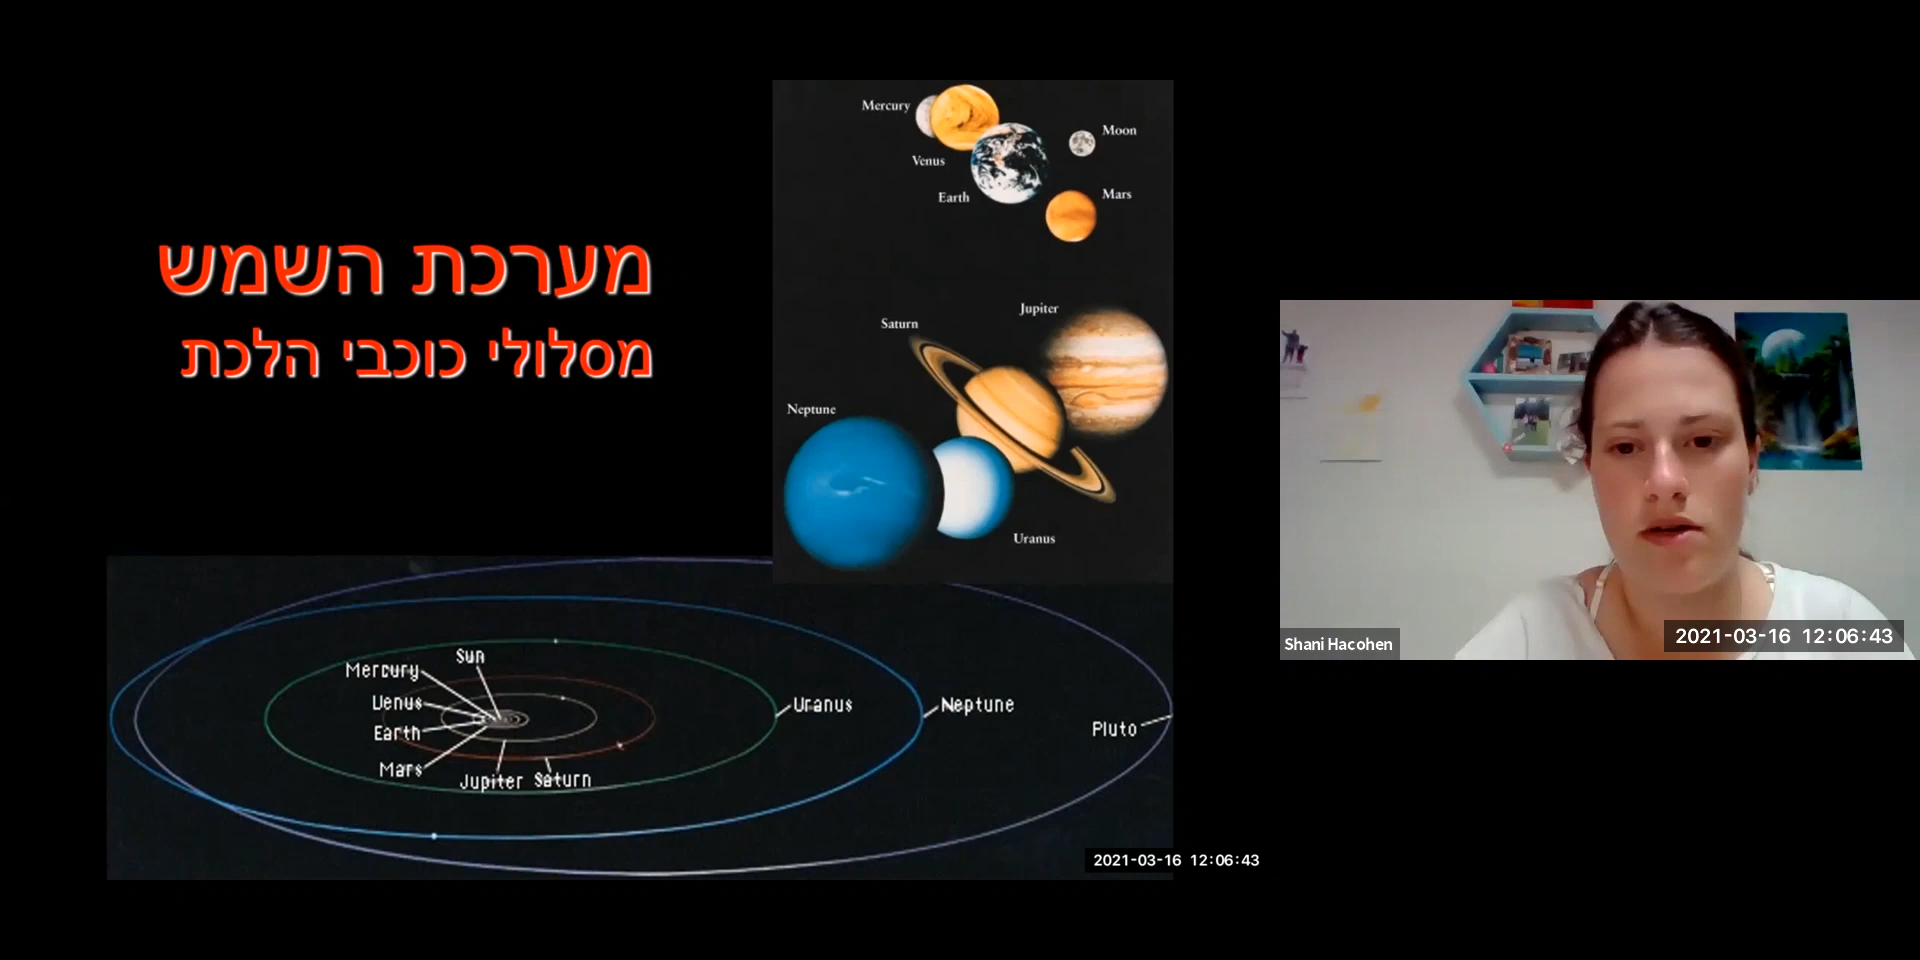 מערכת השמש
מסלולי כוכבי הלכת
Mercury
Venus
Earth
Moon
Mars
Jupiter
Saturn
Neptune
Uranus
Sun
Mercury
Venus
Earth
Mars
Jupiter Saturn
Uranus
Neptune
Pluto
2021-03-16 12:06:43
Shani Hacohen
2021-03-16 12:06:43